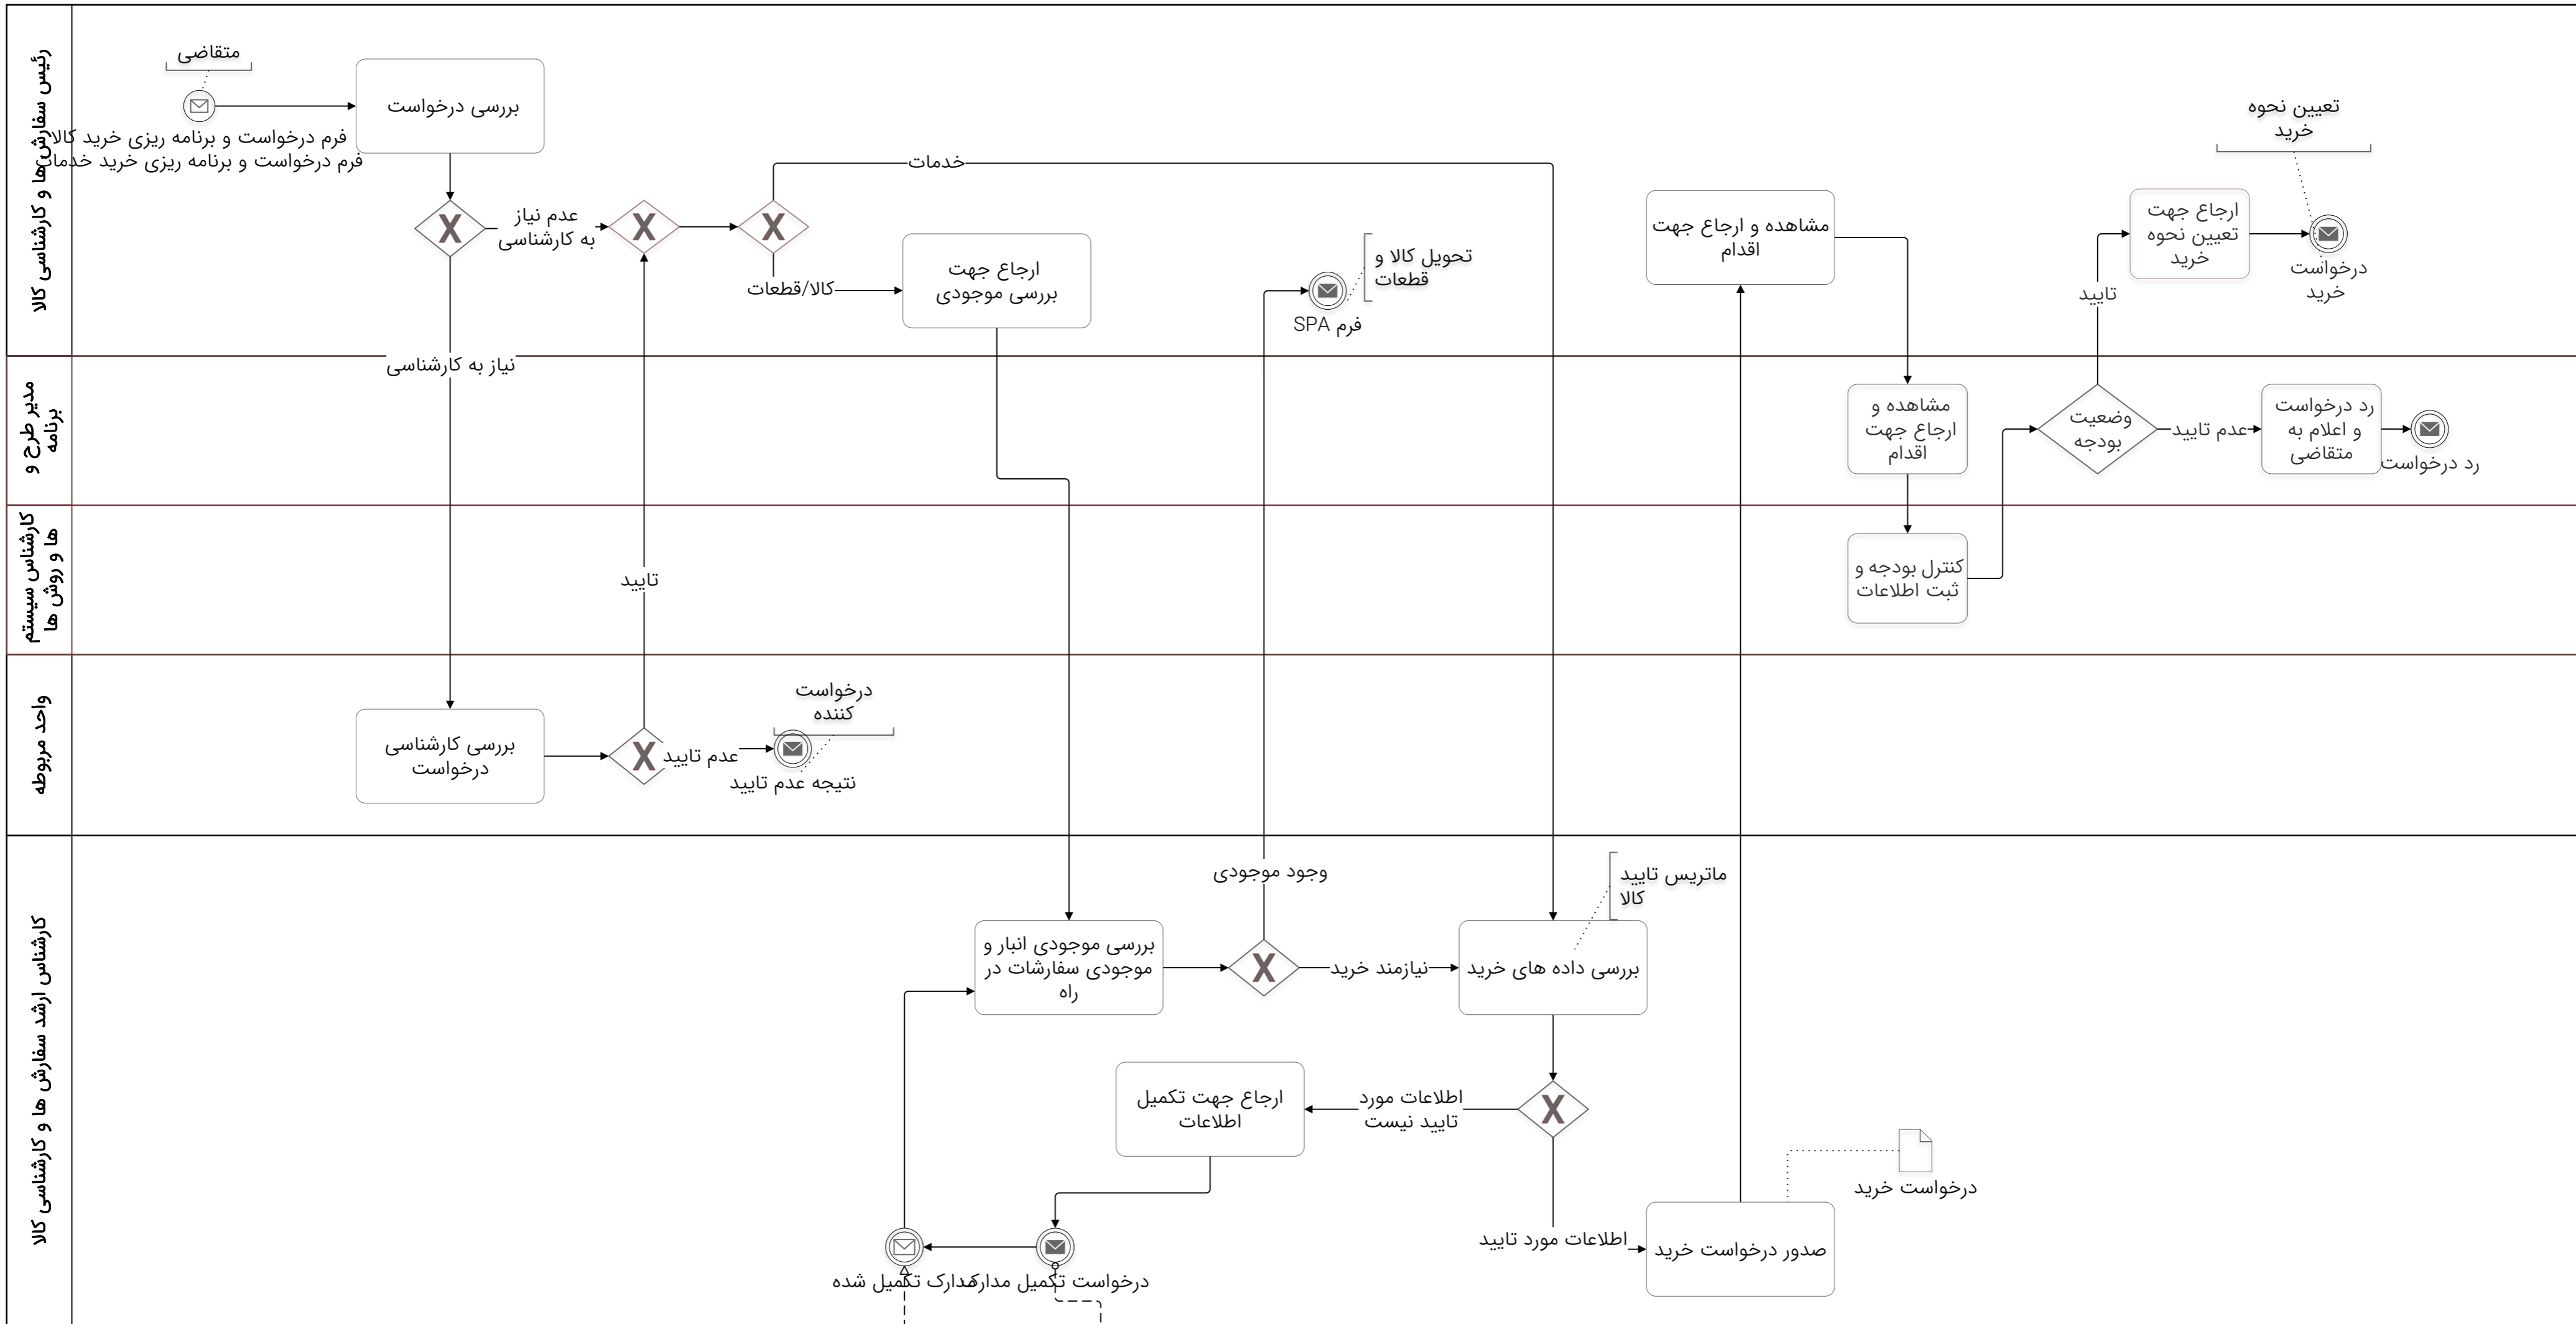 رئیس سفارش ها و کارشناسی کالا
متقاضی
فرم درخواست و برنامه ریزی خرید کالا
فرم درخواست و برنامه ریزی خرید خدمات
بررسی درخواست
عدم نیاز
به کارشناسی
خدمات
کالا/قطعات
ارجاع جهت
بررسی موجودی
تحویل کالا و
قطعات
فرم SPA
مشاهده و ارجاع جهت
اقدام
تعیین نحوه
خرید
ارجاع جهت
تعیین نحوه
خرید
درخواست
خرید
تایید
نیاز به کارشناسی
مدیر طرح و
برنامه
مشاهده و
ارجاع جهت
اقدام
وضعیت
بودجه
عدم تایید
رد درخواست
و اعلام به
متقاضی
رد درخواست
کارشناس سیستم
ها و روش ها
تایید
کنترل بودجه و
ثبت اطلاعات
واحد مربوطه
بررسی کارشناسی
درخواست
عدم تایید
درخواست
کننده
نتیجه عدم تایید
کارشناس ارشد سفارش ها و کارشناسی کالا
وجود موجودی
ماتریس تایید
کالا
بررسی موجودی انبار و
موجودی سفارشات در
راه
نیازمند خرید
بررسی داده های خرید
ارجاع جهت تکمیل
اطلاعات
اطلاعات مورد
تایید نیست
اطلاعات مورد تایید
صدور درخواست خرید
درخواست خرید
درخواست تکمیل مدارک
مدارک تکمیل شده